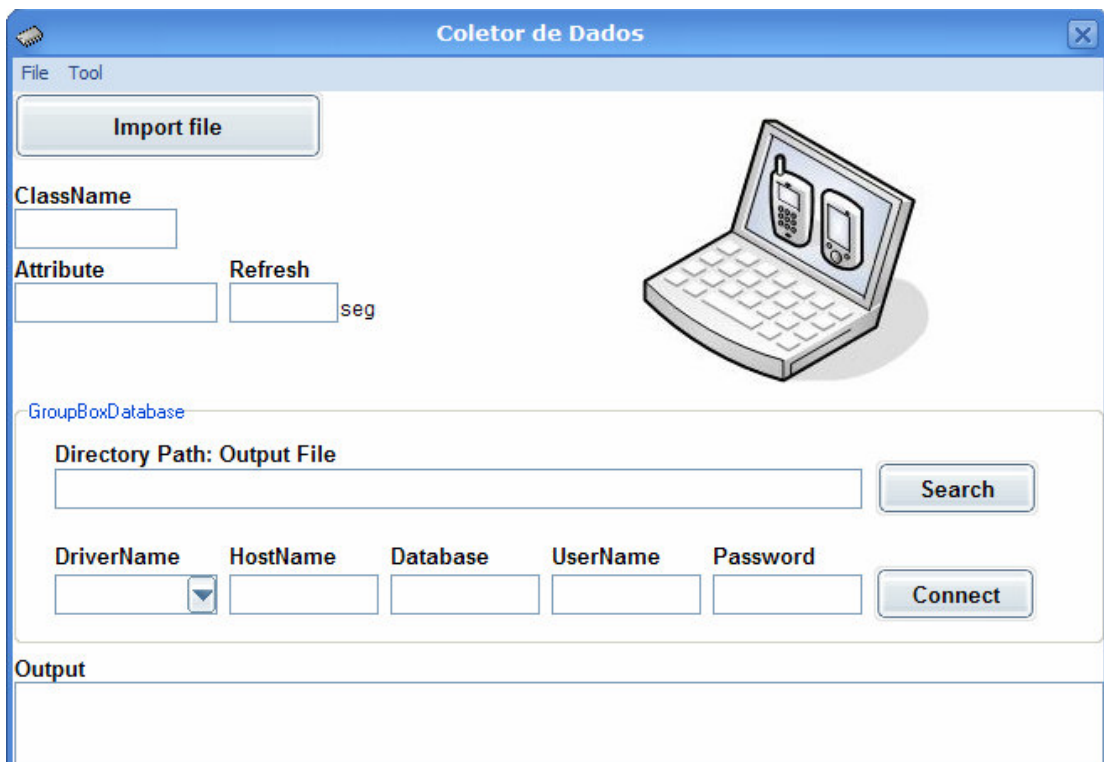 Coletor de Dados
File Tool
Import file
ClassName
Attribute Refresh
seg
GroupBoxDatabase
Directory Path: Output File
Search
DriverName HostName Database UserName Password
Connect
Output